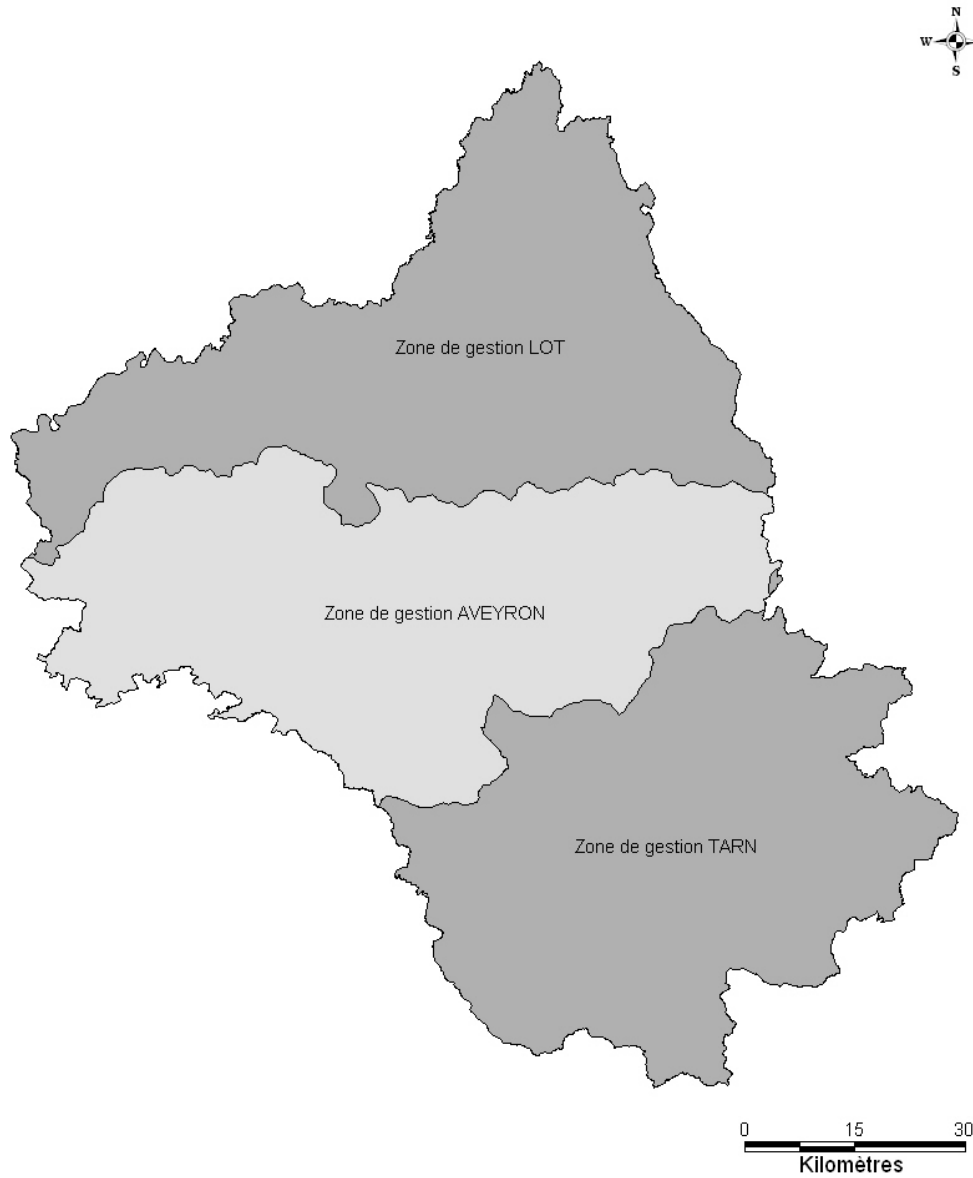 N
W
S
Zone de gestion LOT
Zone de gestion AVEYRON
Zone de gestion TARN
0 15 30
Kilomètres